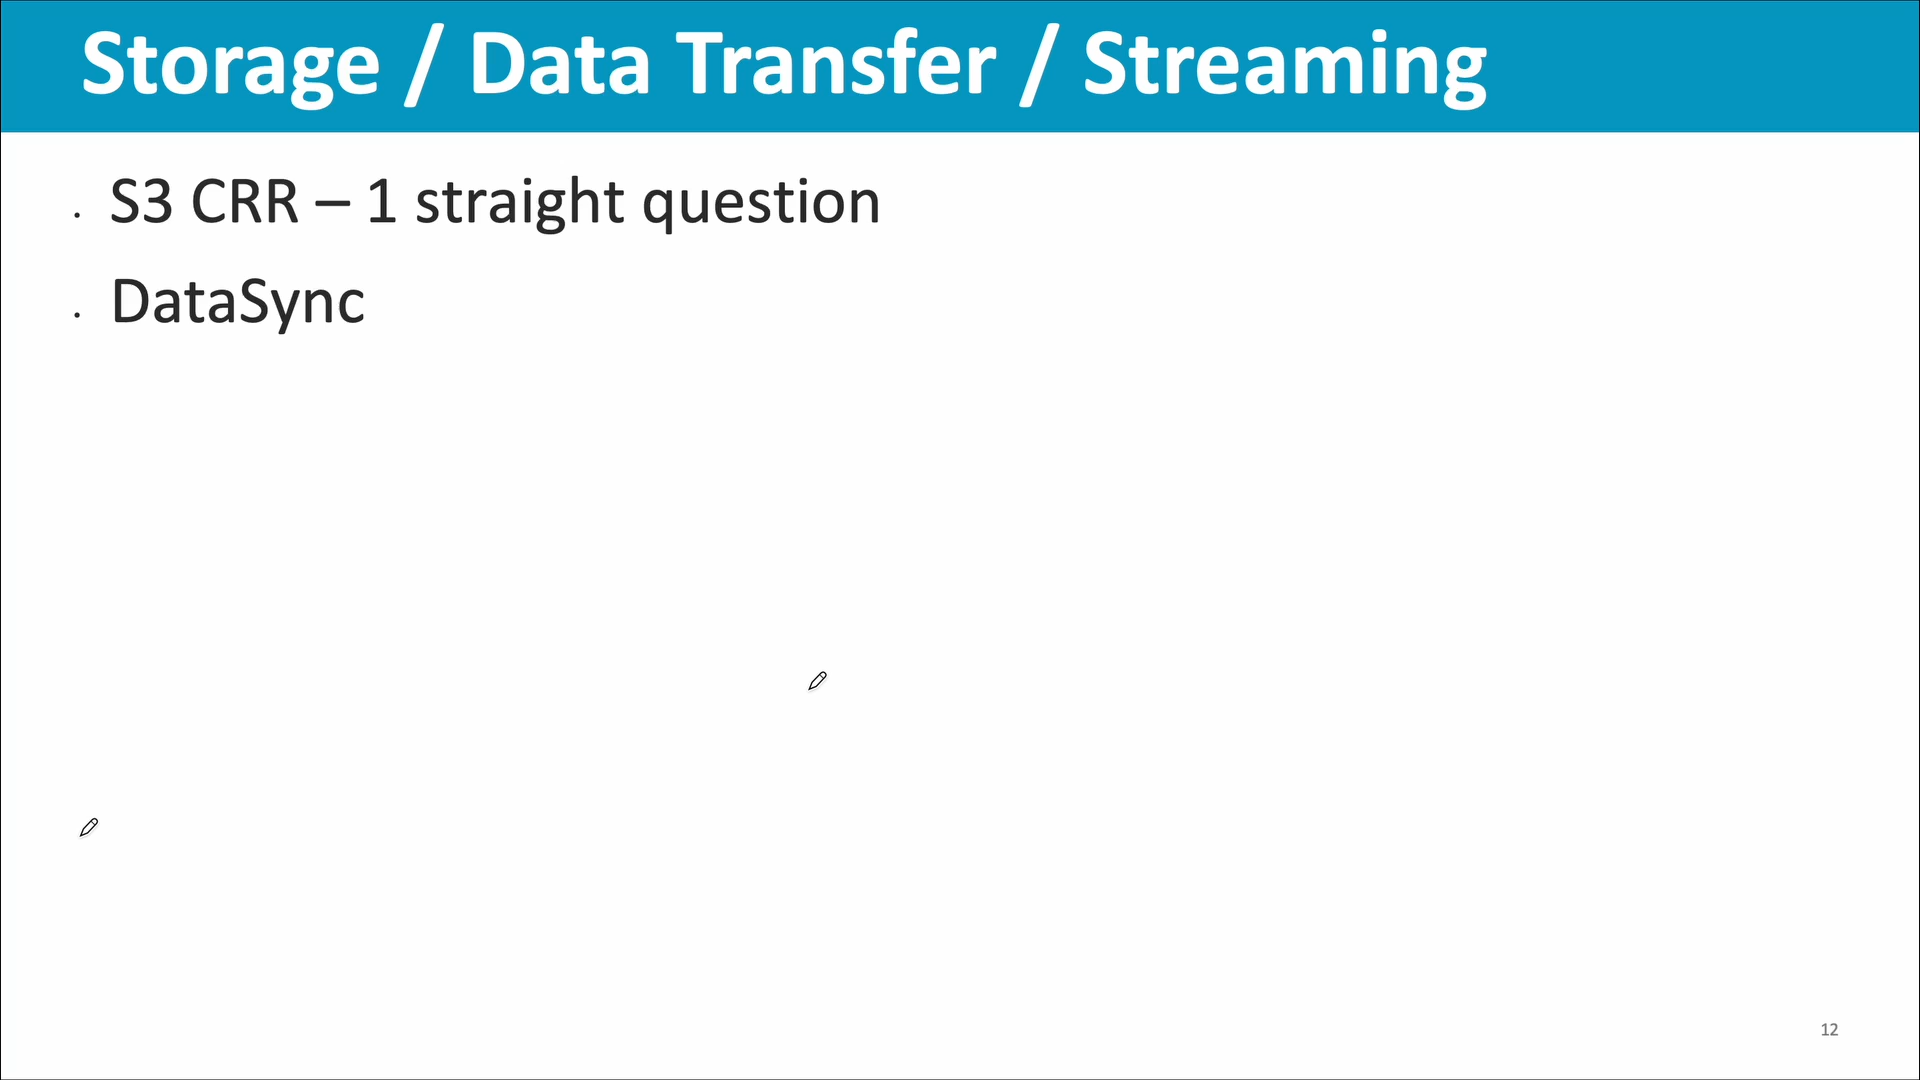 Storage / Data Transfer / Streaming
. S3 CRR – 1 straight question
. DataSync
12